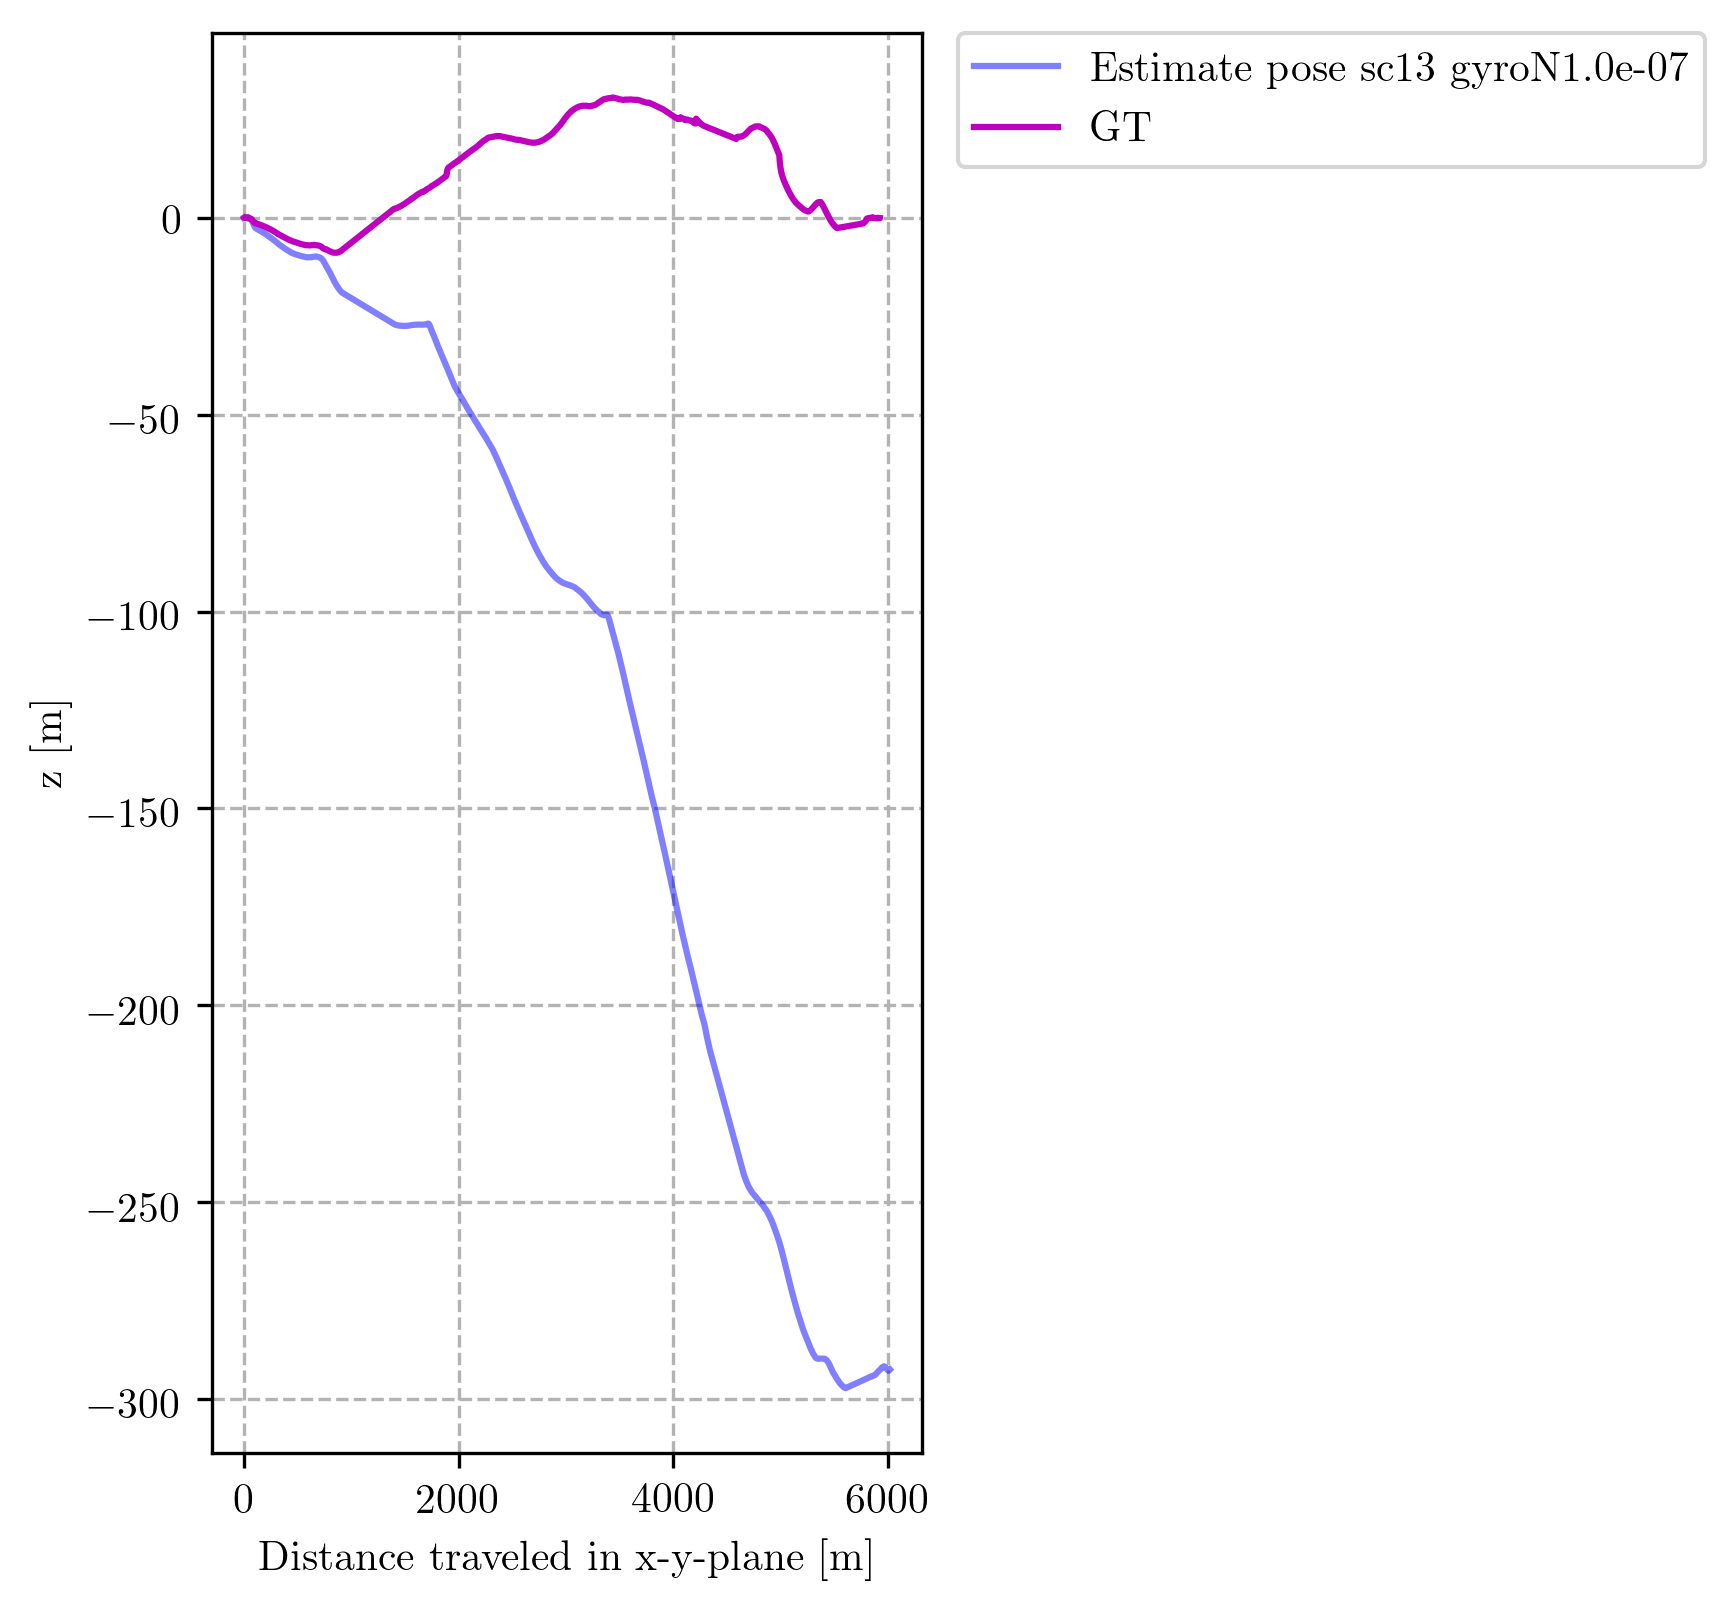 Estimate pose sc13 gyroN1.0e-07
GT
0
−50
−100
−150
−200
−250
−300
z [m]
0 2000 4000 6000
Distance traveled in x-y-plane [m]